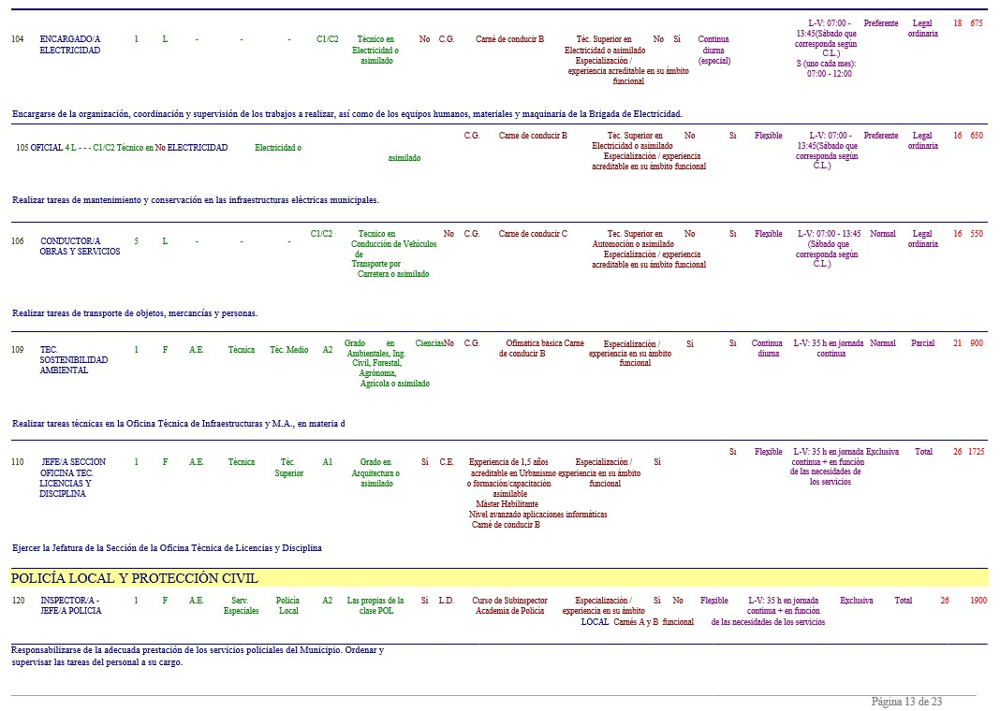 L-V: 07:00 - Preferente Legal 18 675
104 ENCARGADO/A 1 L - - - C1/C2 Técnico en No C.G. Carné de conducir B Téc. Superior en No Si Continua 13:45(Sábado que ordinaria
ELECTRICIDAD Electricidad o Electricidad o asimilado diurna corresponda según
asimilado Especialización / (especial) C.L.)
experiencia acreditable en su ámbito S (uno cada mes):
funcional 07:00 - 12:00
Encargarse de la organización, coordinación y supervisión de los trabajos a realizar, así como de los equipos humanos, materiales y maquinaria de la Brigada de Electricidad.
C.G. Carne de conducir B Tec. Superior en No Si Flexible L-V: 07:00 - Preferente Legal 16 650
105 OFICIAL 4 L - - - C1/C2 Técnico en No ELECTRICIDAD Electricidad o Electricidad o asimilado 13:45(Sábado que ordinaria
asimilado Especialización / experiencia corresponda según
acreditable en su ámbito funcional C.L.)
Realizar tareas de mantenimiento y conservación en las infraestructuras eléctricas municipales.
C1/C2 Técnico en No C.G. Carne de conducir C Tec. Superior en No Si Flexible L-V: 07:00 - 13:45 Normal Legal 16 550
106 CONDUCTOR/A 5 L - - - Conducción de Vehiculos Automoción o asimilado (Sábado que ordinaria
OBRAS Y SERVICIOS de Especialización / experiencia corresponda según
Transporte por acreditable en su ámbito funcional C.L.)
Carretera o asimilado
Realizar tareas de transporte de objetos, mercancías y personas.
Grado en CienciasNo C.G. Ofimatica basica Carne Especialización / Si Si Continua L-V: 35 h en jornada Normal Parcial 21 900
109 TEC. 1 F A.E. Técnica Téc. Medio A2 Ambientales, Ing. de conducir B experiencia en su ámbito diurna continua
SOSTENIBILIDAD Civil, Forestal, funcional
AMBIENTAL Agrónoma,
Agrícola o asimilado
Realizar tareas técnicas en la Oficina Técnica de Infraestructuras y M.A., en materia d
Si Flexible L-V: 35 h en jornada Exclusiva Total 26 1725
110 JEFE/A SECCION 1 F A.E. Técnica Téc. A1 Grado en Sí C.E. Experiencia de 1,5 años Especialización / Si continua + en función
OFICINA TEC. Superior Arquitectura o acreditable en Urbanismo experiencia en su ámbito de las necesidades de
LICENCIAS Y asimilado o formación/capacitación funcional los servicios
DISCIPLINA asimilable
Máster Habilitante
Nivel avanzado aplicaciones informáticas
Carné de conducir B
Ejercer la Jefatura de la Sección de la Oficina Técnica de Licencias y Disciplina
POLICÍA LOCAL Y PROTECCIÓN CIVIL
120 INSPECTOR/A - 1 F A.E. Serv. Policía A2 Las propias de la Sí L.D. Curso de Subinspector Especialización / Si No Flexible L-V: 35 h en jornada Exclusiva Total 26 1900
JEFE/A POLICIA Especiales Local clase POL Academia de Policía experiencia en su ámbito continua + en función
LOCAL Carnés A y B funcional de las necesidades de los servicios
Responsabilizarse de la adecuada prestación de los servicios policiales del Municipio. Ordenar y
supervisar las tareas del personal a su cargo.
Página 13 de 23